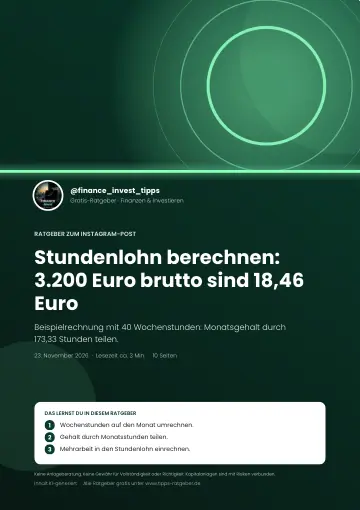 @finance_invest_tipps
Gratis-Ratgeber · Finanzen & Investieren
RATGEBER ZUM INSTAGRAM-POST
Stundenlohn berechnen:
3.200 Euro brutto sind 18,46
Euro
Beispielrechnung mit 40 Wochenstunden: Monatsgehalt durch
173,33 Stunden teilen.
23. November 2026 · Lesezeit ca. 3 Min. · 10 Seiten
DAS LERNST DU IN DIESEM RATGEBER
1 Wochenstunden auf den Monat umrechnen.
2 Gehalt durch Monatsstunden teilen.
3 Mehrarbeit in den Stundenlohn einrechnen.
Keine Anlageberatung. Keine Gewähr für Vollständigkeit oder Richtigkeit. Kapitalanlagen sind mit Risiken verbunden.
Inhalt KI-generiert. · Alle Ratgeber gratis unter www.tipps-ratgeber.de